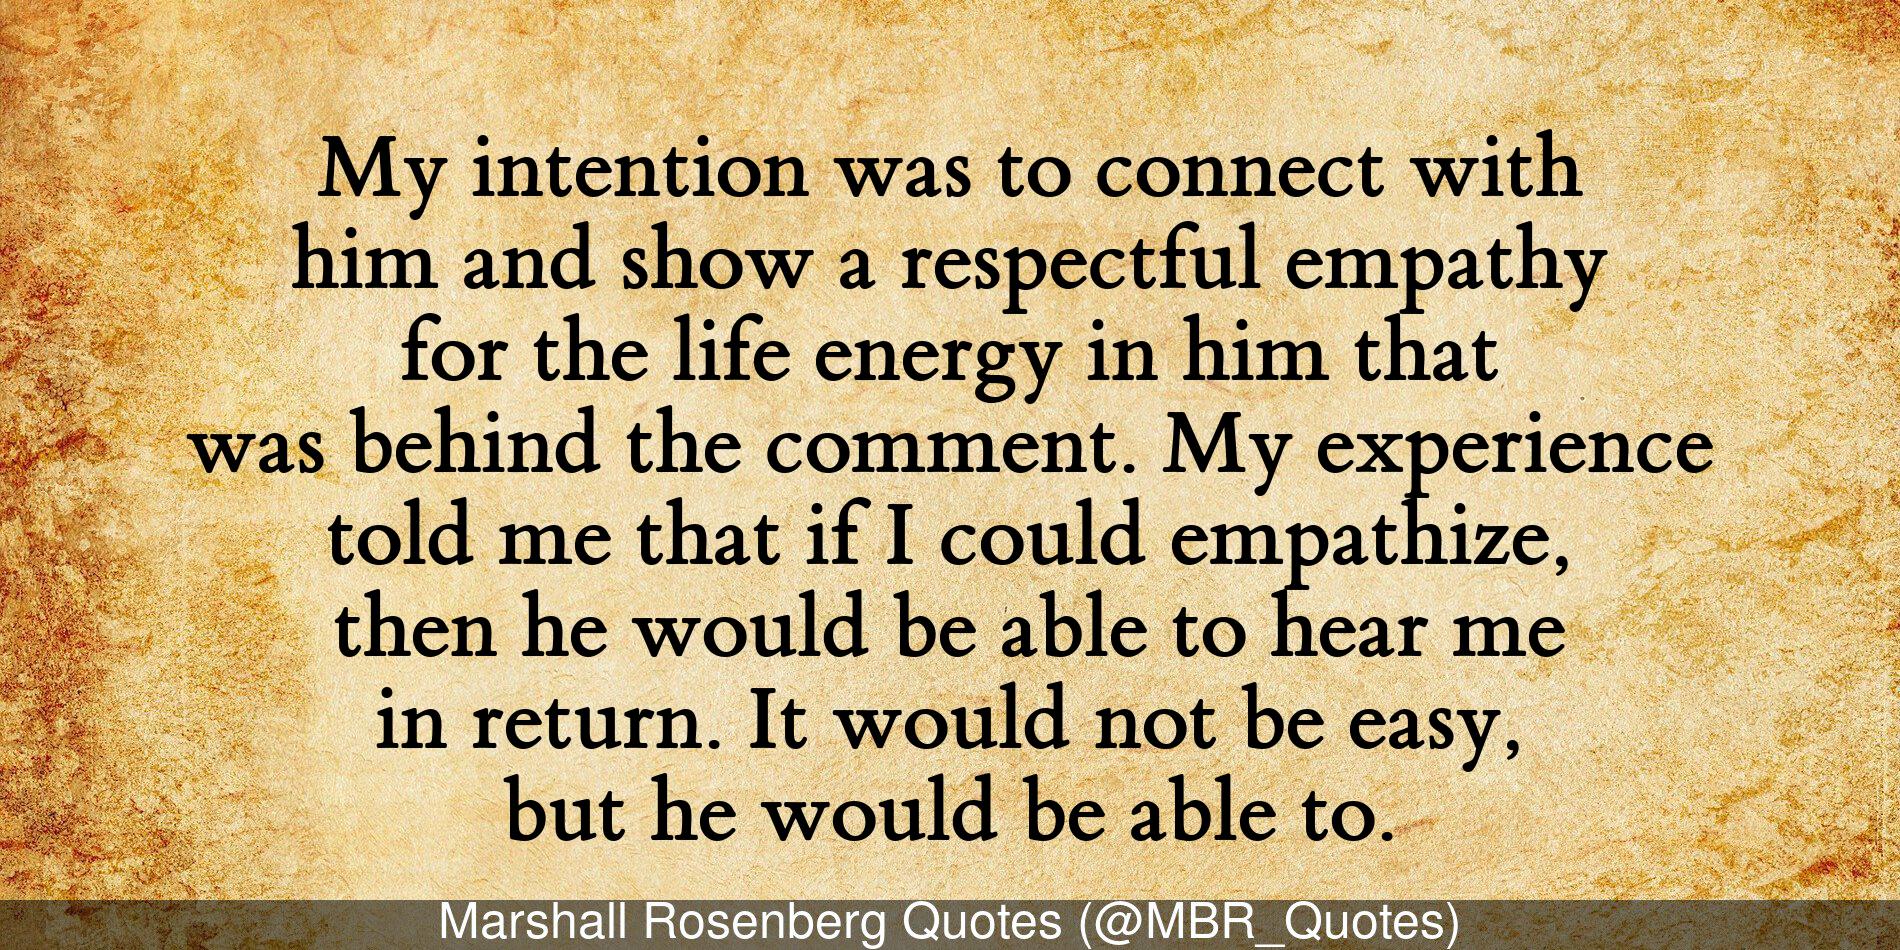 My intention was to connect with
him and show a respectful empathy
for the life energy in him that
was behind the comment. My experience
told me that if I could empathize,
then he would be able to hear me
in return. It would not be easy,
but he would be able to.
Marshall Rosenberg Quotes (@MBR_Quotes)